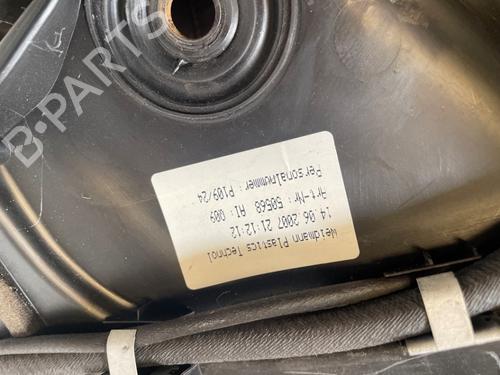 Weidmann Plastics Technol
14.06.2007 21:12:12
Art-Nr: 50568 AI: 009
Personalnummer: P109/24
B-PARTS